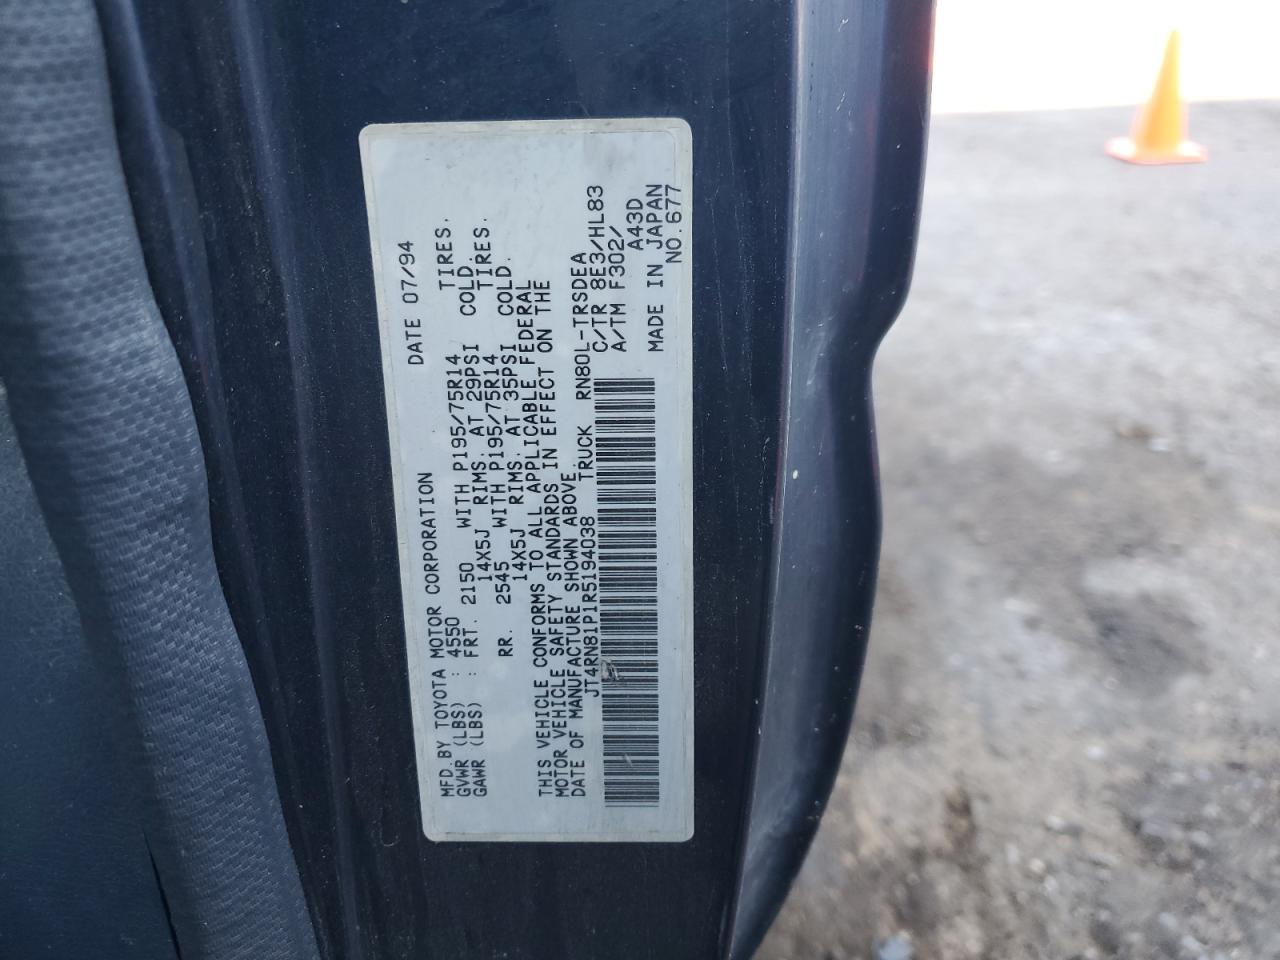 MFD. BY TOYOTA MOTOR CORPORATION DATE 07/94
GVWR (LBS) : 4550
GAWR (LBS) : FRT. 2150 WITH P195/75R14 TIRES.
14X5J RIMS. AT 29PSI COLD.
RR. 2545 WITH P195/75R14 TIRES.
14X5J RIMS. AT 35PSI COLD.
THIS VEHICLE CONFORMS TO ALL APPLICABLE FEDERAL
MOTOR VEHICLE SAFETY STANDARDS IN EFFECT ON THE
DATE OF MANUFACTURE SHOWN ABOVE.
JT4RN81P1R5194038 TRUCK RN80L-TRSDEA
C/TR 8E3/HL83
A/TM F302/
A43D
MADE IN JAPAN
NO.677